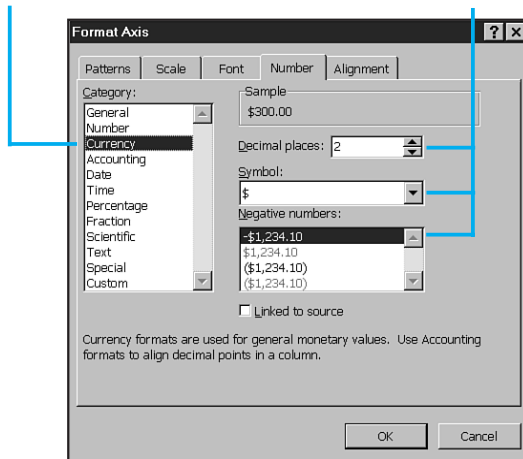 Format Axis
? X
Patterns Scale Font Number Alignment
Category:
General
Number
Currency
Accounting
Date
Time
Percentage
Fraction
Scientific
Text
Special
Custom
Sample
$300.00
Decimal places: 2
Symbol:
$
Negative numbers:
-$1,234.10
$1,234.10
($1,234.10)
($1,234.10)
Linked to source
Currency formats are used for general monetary values. Use Accounting
formats to align decimal points in a column.
OK Cancel